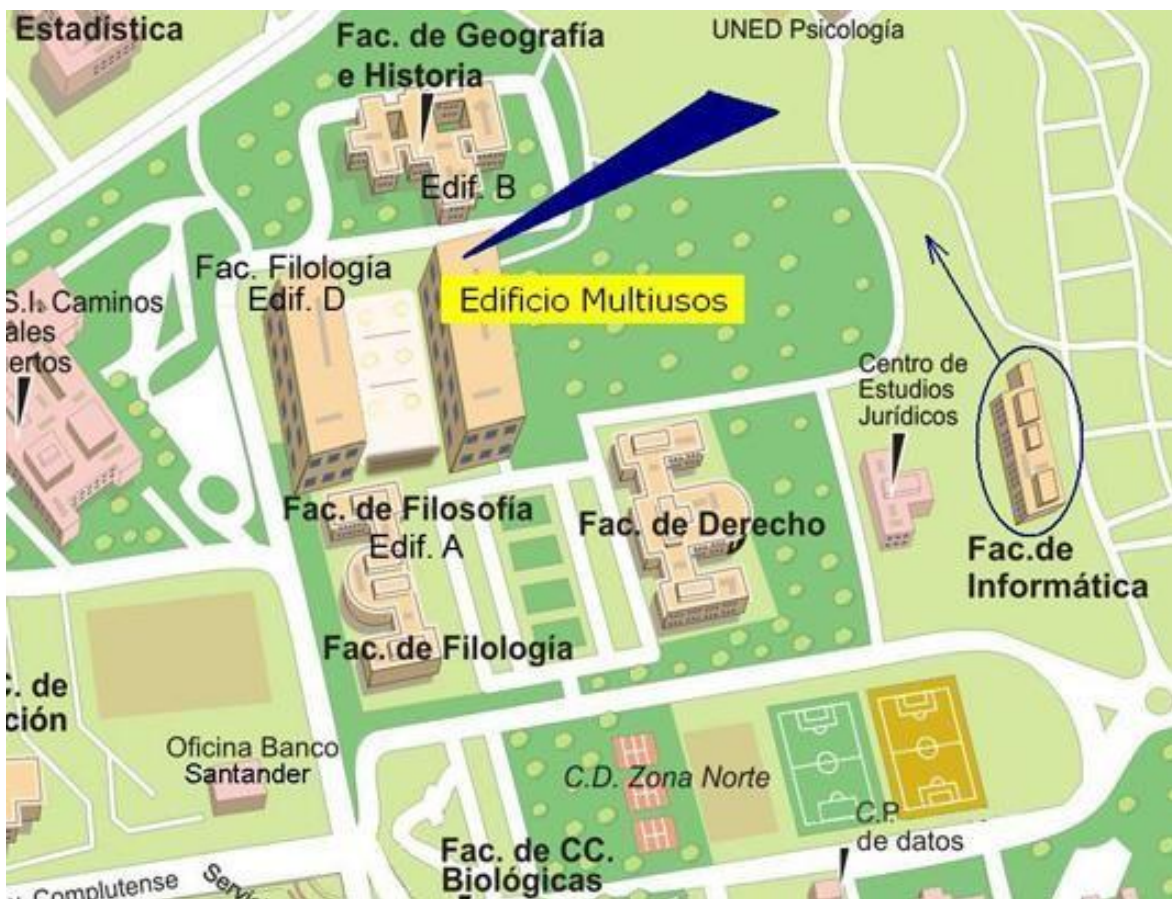 Estadística
Fac. de Geografía
e Historia
UNED Psicología
Edif. B
Fac. Filología
Edif. D
Edificio Multiusos
S.I. Caminos
ales
ertos
Centro de
Estudios
Jurídicos
Fac. de Filosofía
Edif. A
Fac. de Derecho
Fac.de
Informática
Fac. de Filología
C. de
ción
Oficina Banco
Santander
C.D. Zona Norte
C.P.
de datos
Fac. de CC.
Biológicas
Complutense
Servi